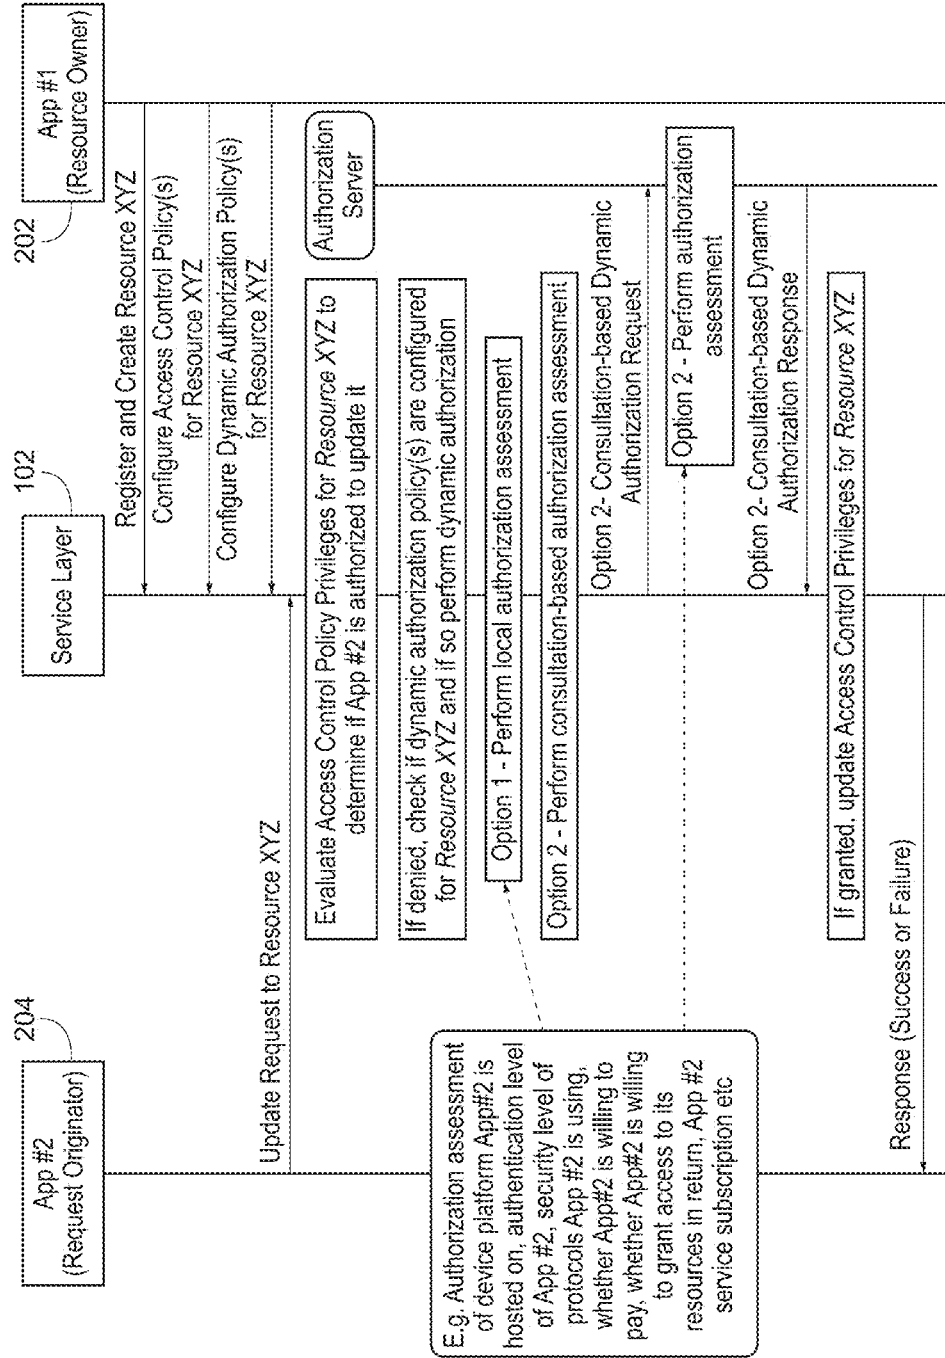 App #2
(Request Originator)
204
Service Layer
102
App #1
(Resource Owner)
202
Register and Create Resource XYZ
Configure Access Control Policy(s)
for Resource XYZ
Configure Dynamic Authorization Policy(s)
for Resource XYZ
Update Request to Resource XYZ
Authorization
Server
Evaluate Access Control Policy Privileges for Resource XYZ to
determine if App #2 is authorized to update it
If denied, check if dynamic authorization policy(s) are configured
for Resource XYZ and if so perform dynamic authorization
E.g. Authorization assessment
of device platform App#2 is
hosted on, authentication level
of App #2, security level of
protocols App #2 is using,
whether App#2 is willing to
pay, whether App#2 is willing
to grant access to its
resources in return, App #2
service subscription etc
Option 1 - Perform local authorization assessment
Option 2 - Perform consultation-based authorization assessment
Option 2- Consultation-based Dynamic
Authorization Request
Option 2 - Perform authorization
assessment
Option 2- Consultation-based Dynamic
Authorization Response
If granted, update Access Control Privileges for Resource XYZ
Response (Success or Failure)